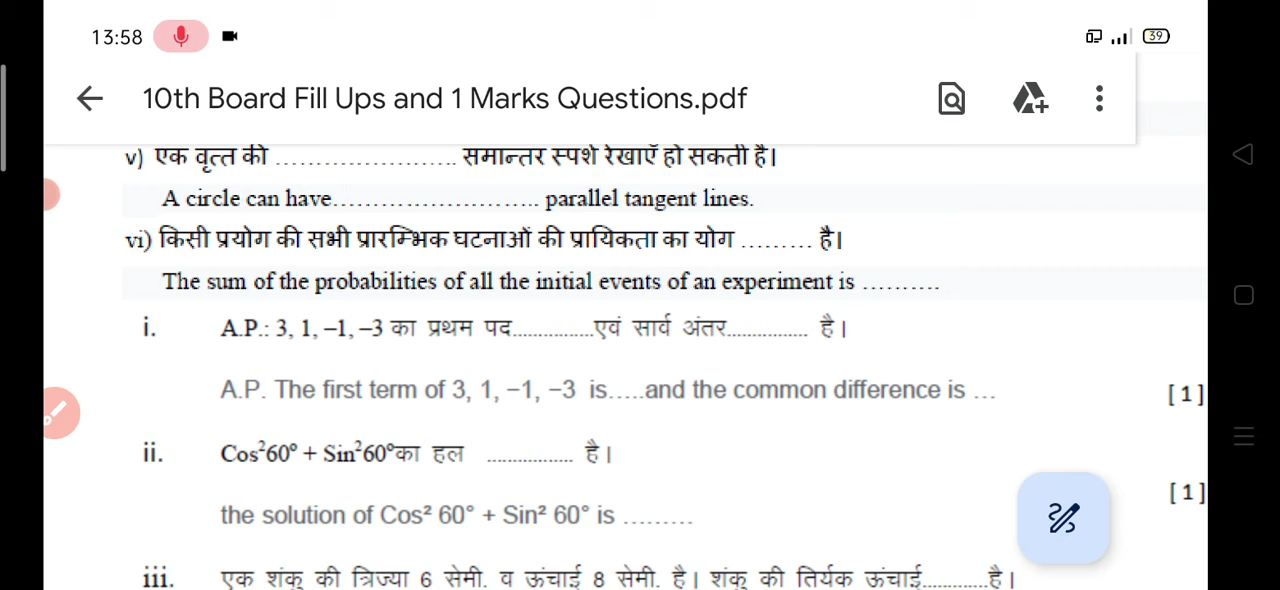 13:58 39
10th Board Fill Ups and 1 Marks Questions.pdf
v) एक वृत्त की ........................ समान्तर स्पर्श रेखाएँ हो सकती है।
A circle can have.......................... parallel tangent lines.
vi) किसी प्रयोग की सभी प्रारम्भिक घटनाओं की प्रायिकता का योग ......... है।
The sum of the probabilities of all the initial events of an experiment is ..........
i. A.P.: 3, 1, –1, –3 का प्रथम पद..............एवं सार्व अंतर.............. है।
A.P. The first term of 3, 1, −1, −3 is.....and the common difference is ... [1]
ii. Cos²60° + Sin²60°का हल ............... है।
[1]
the solution of Cos² 60° + Sin² 60° is .........
iii. एक शंकु की त्रिज्या 6 सेमी. व ऊंचाई 8 सेमी. है। शंकु की तिर्यक ऊंचाई............है।